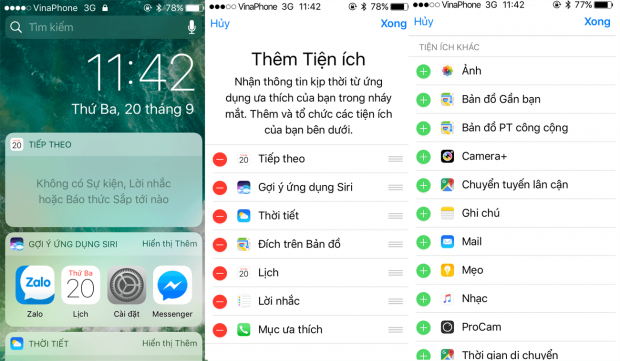 VinaPhone 3G 78%
Tìm kiếm
11:42
Thứ Ba, 20 tháng 9
20 TIẾP THEO
Không có Sự kiện, Lời nhắc
hoặc Báo thức Sắp tới nào
GỢI Ý ỨNG DỤNG SIRI Hiển thị Thêm
Zalo
Thứ Ba
20
Zalo Lịch Cài đặt Messenger
THỜI TIẾT Hiển thị Thêm
VinaPhone 3G 11:42 78%
Hủy Xong
Thêm Tiện ích
Nhận thông tin kịp thời từ ứng
dụng ưa thích của bạn trong nháy
mắt. Thêm và tổ chức các tiện ích
của bạn bên dưới.
20 Tiếp theo
Gợi ý ứng dụng Siri
Thời tiết
Đích trên Bản đồ
20 Lịch
Lời nhắc
Mục ưa thích
VinaPhone 3G 11:42 77%
Hủy Xong
TIỆN ÍCH KHÁC
Ảnh
Bản đồ Gần bạn
Bản đồ PT công cộng
Camera+
Chuyển tuyến lân cận
Ghi chú
Mail
Mẹo
Nhạc
ProCam
Thời gian di chuyển